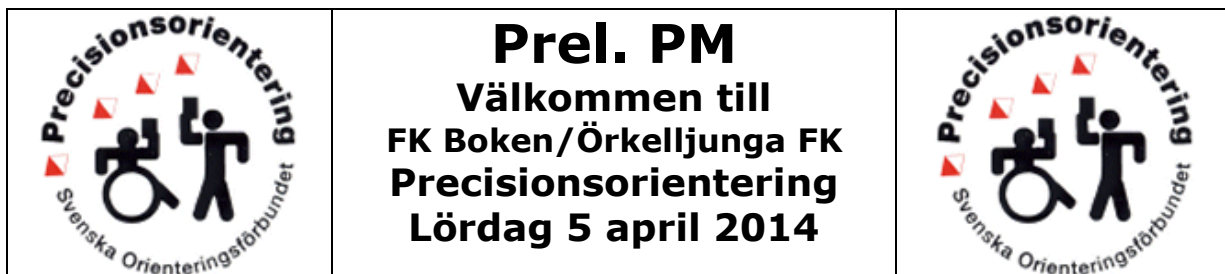 Precisionsorientering
Svenska Orienteringsförbundet
Prel. PM
Välkommen till
FK Boken/Örkelljunga FK
Precisionsorientering
Lördag 5 april 2014
Precisionsorientering
Svenska Orienteringsförbundet